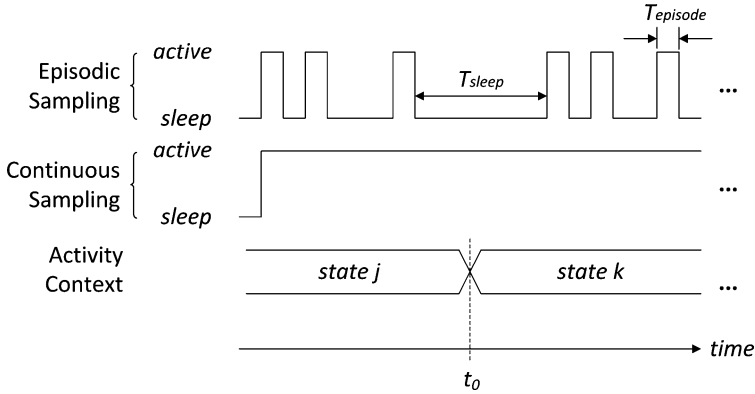 Tepisode
Episodic
Sampling
active
sleep
Tsleep
...
Continuous
Sampling
active
sleep
...
Activity
Context
state j
state k
...
time
t0